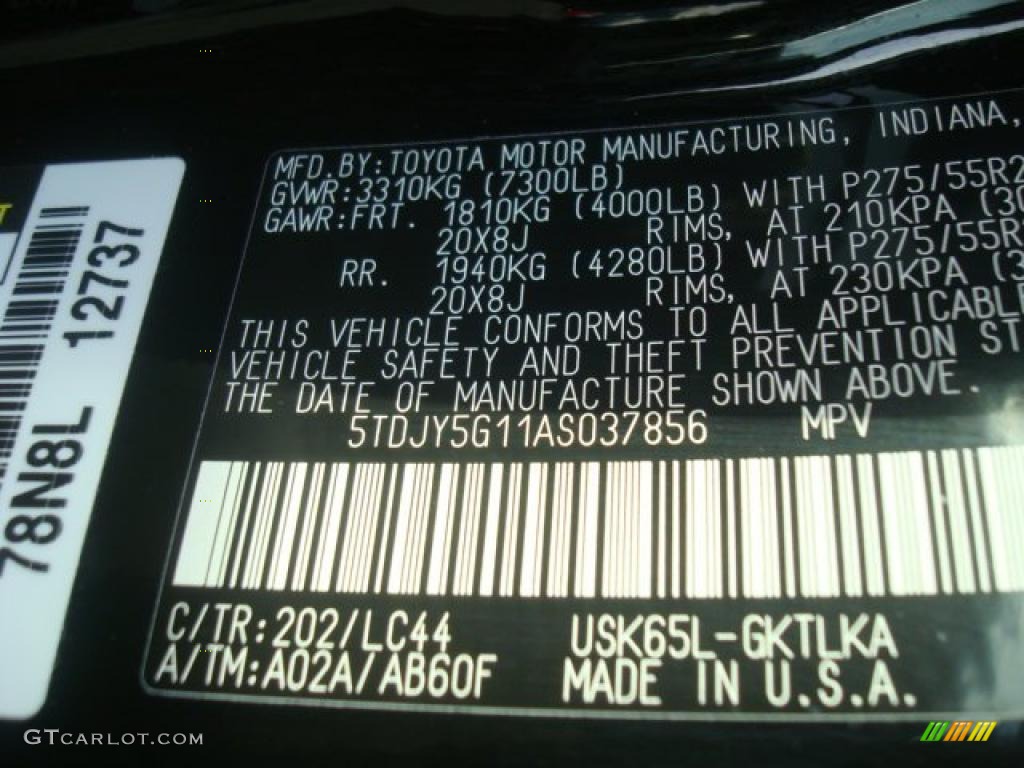 MFD. BY: TOYOTA MOTOR MANUFACTURING, INDIANA,
GVWR: 3310KG (7300LB)
GAWR: FRT. 1810KG (4000LB) WITH P275/55R2
20X8J RIMS, AT 210KPA (30
RR. 1940KG (4280LB) WITH P275/55R
20X8J RIMS, AT 230KPA (3
THIS VEHICLE CONFORMS TO ALL APPLICABLE
VEHICLE SAFETY AND THEFT PREVENTION ST
THE DATE OF MANUFACTURE SHOWN ABOVE.
5TDJY5G11AS037856 MPV
C/TR: 202/LC44 USK65L-GKTLKA
A/TM: A02A/AB60F MADE IN U.S.A.
78N8L 12737
GTCARLOT.COM